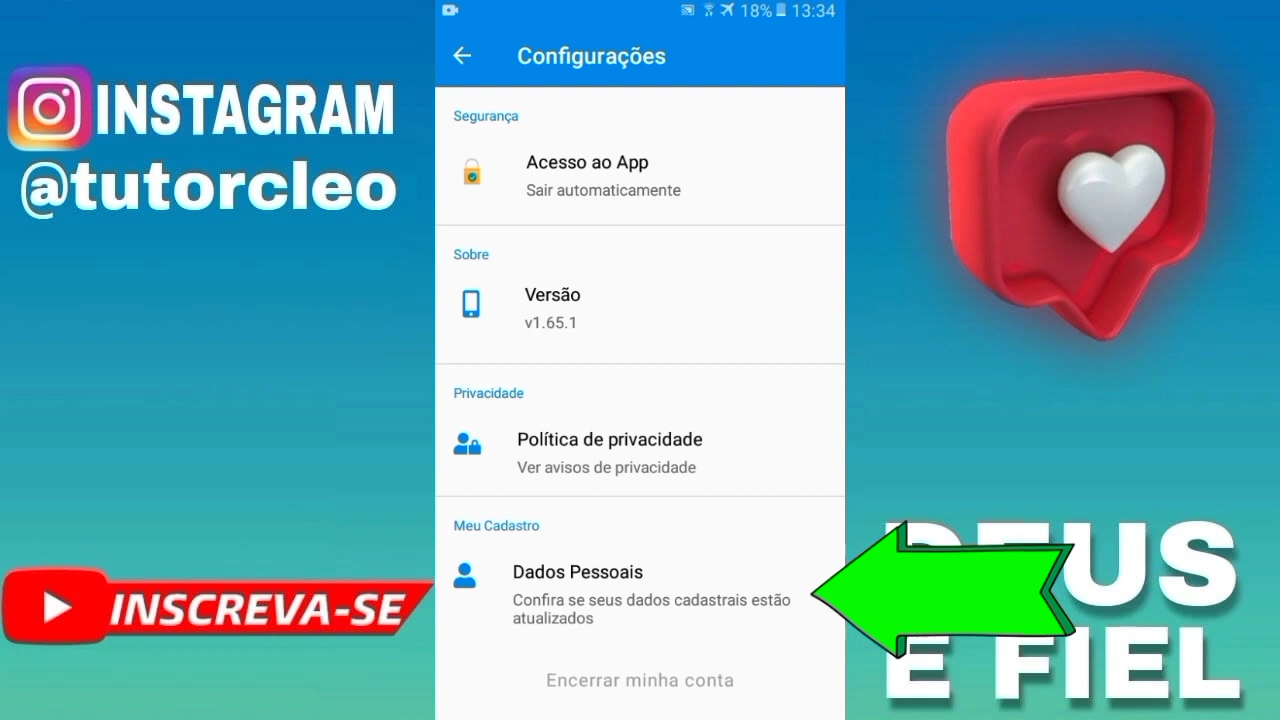 INSTAGRAM
@tutorcleo
INSCREVA-SE
18% 13:34
Configurações
Segurança
Acesso ao App
Sair automaticamente
Sobre
Versão
v1.65.1
Privacidade
Política de privacidade
Ver avisos de privacidade
Meu Cadastro
Dados Pessoais
Confira se seus dados cadastrais estão
atualizados
Encerrar minha conta
DEUS
E FIEL